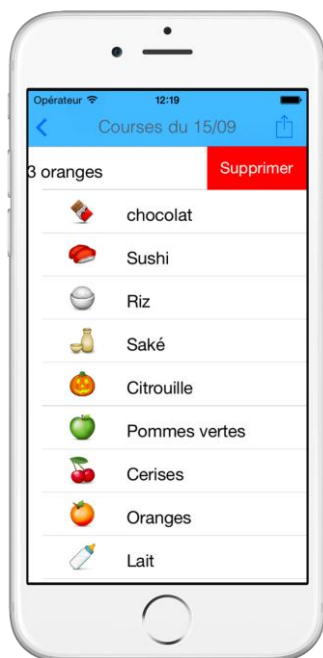 Opérateur 12:19
Courses du 15/09
3 oranges Supprimer
chocolat
Sushi
Riz
Saké
Citrouille
Pommes vertes
Cerises
Oranges
Lait